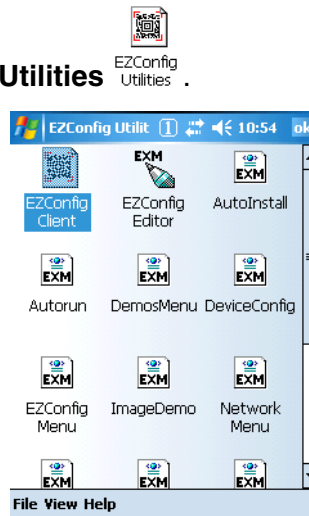 EZConfig
Utilities Utilities .
EZConfig Utilit 1 10:54 ok
EXM EXM
EZConfig EZConfig AutoInstall
Client Editor
EXM EXM EXM
Autorun DemosMenu DeviceConfig
EXM EXM EXM
EZConfig ImageDemo Network
Menu Menu
EXM EXM EXM
File View Help